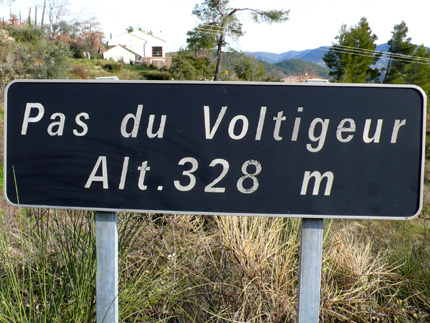 Pas du Voltigeur
Alt. 328 m